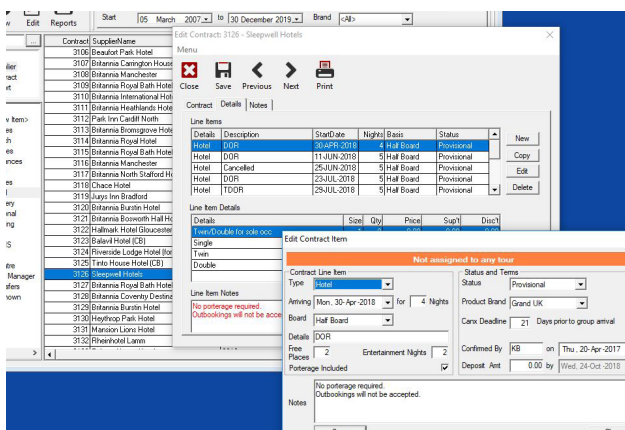 Edit Reports
Start 05 March 2007 to 30 December 2019 Brand <All>
Contract SupplierName
3106 Beaufort Park Hotel
3107 Britannia Carrington House
3108 Britannia Manchester
3109 Britannia Royal Bath Hote
3110 Britannia International Hot
3111 Britannia Heathlands Hote
3112 Park Inn Cardiff North
3113 Britannia Bromsgrove Hote
3114 Britannia Royal Hotel
3115 Britannia Royal Bath Hote
3116 Britannia Manchester
3117 Britannia North Stafford H
3118 Chace Hotel
3119 Jurys Inn Bradford
3120 Britannia Burstin Hotel
3121 Britannia Bosworth Hall Ho
3122 Hallmark Hotel Gloucester
3123 Balavil Hotel (CB)
3124 Riverside Lodge Hotel (for
3125 Tinto House Hotel (CB)
3126 Sleepwell Hotels
3127 Britannia Royal Bath Hotel
3128 Britannia Coventry Destina
3129 Britannia Burstin Hotel
3130 Heythrop Park Hotel
3131 Mansion Lions Hotel
3132 Rheinhotel Lamm
Manager
Edit Contract: 3126 - Sleepwell Hotels
Menu
Close Save Previous Next Print
Contract Details Notes
Line Items
Details Description StartDate Nights Basis Status
Hotel DOR 30-APR-2018 4 Half Board Provisional
Hotel DOR 11-JUN-2018 5 Half Board Provisional
Hotel Cancelled 25-JUN-2018 5 Half Board Provisional
Hotel DOR 23-JUL-2018 5 Half Board Provisional
Hotel TDOR 29-JUL-2018 5 Half Board Provisional
New
Copy
Edit
Delete
Line Item Details
Details Size Qty Price Sup't Disc't
Twin/Double for sole occ
Single
Twin
Double
Line Item Notes
No porterage required.
Outbookings will not be acce
Edit Contract Item
Not assigned to any tour
Contract Line Item
Type Hotel
Arriving Mon, 30-Apr-2018 for 4 Nights
Board Half Board
Details DOR
Free Places 2 Entertainment Nights 2
Porterage Included
Status and Terms
Status Provisional
Product Brand Grand UK
Canx Deadline 21 Days prior to group arrival
Confirmed By KB on Thu, 20-Apr-2017
Deposit Amt 0.00 by Wed, 24-Oct-2018
Notes
No porterage required.
Outbookings will not be accepted.